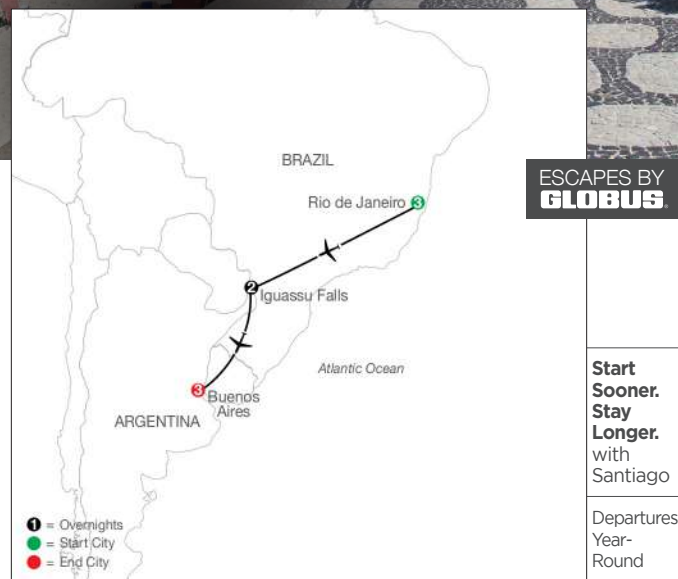 BRAZIL
Rio de Janeiro 3
2
Iguassu Falls
Atlantic Ocean
3 Buenos
Aires
ARGENTINA
1 = Overnights
= Start City
= End City
ESCAPES BY
GLOBUS.
Start
Sooner.
Stay
Longer.
with
Santiago
Departures
Year-
Round